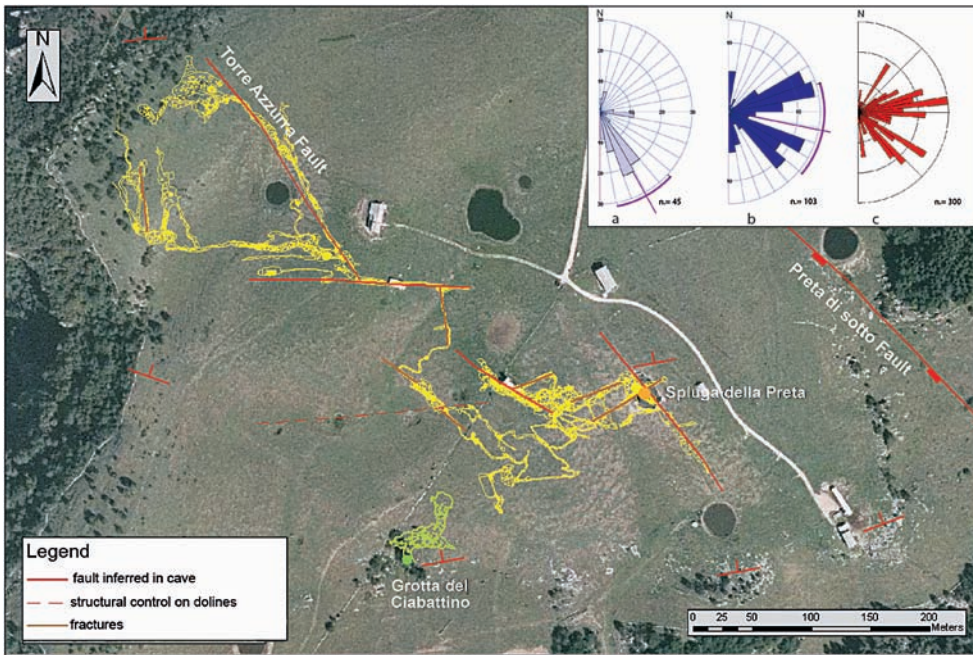 N
Torre Azzurra Fault
N
N
N
a
n.= 45
b
n.= 103
c
n.= 300
Preta di sotto Fault
Spluga della Preta
Grotta del
Ciabattino
Legend
fault inferred in cave
structural control on dolines
fractures
0 25 50 100 150 200
Meters